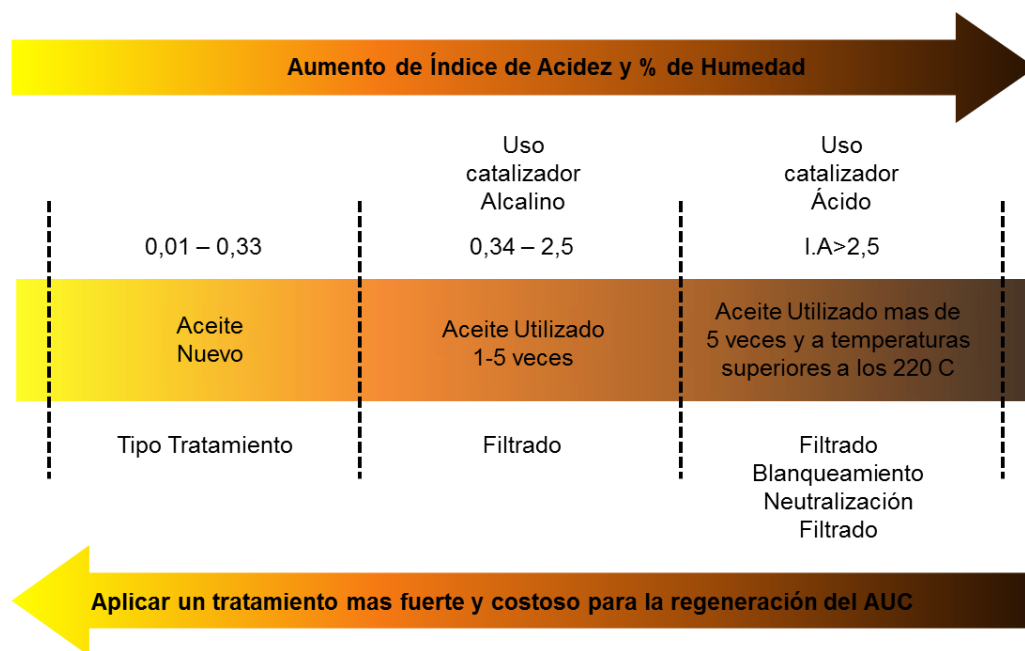 Aumento de Índice de Acidez y % de Humedad
Uso
catalizador
Alcalino
Uso
catalizador
Ácido
0,01 – 0,33
0,34 – 2,5
I.A>2,5
Aceite
Nuevo
Aceite Utilizado
1-5 veces
Aceite Utilizado mas de
5 veces y a temperaturas
superiores a los 220 C
Tipo Tratamiento
Filtrado
Filtrado
Blanqueamiento
Neutralización
Filtrado
Aplicar un tratamiento mas fuerte y costoso para la regeneración del AUC